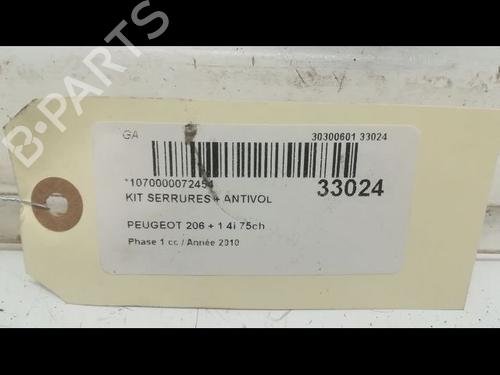 B-PARTS
GA 30300601 33024
*1070000072454
33024
KIT SERRURES + ANTIVOL
PEUGEOT 206 + 1 4i 75ch
Phase 1 cc / Année 2010